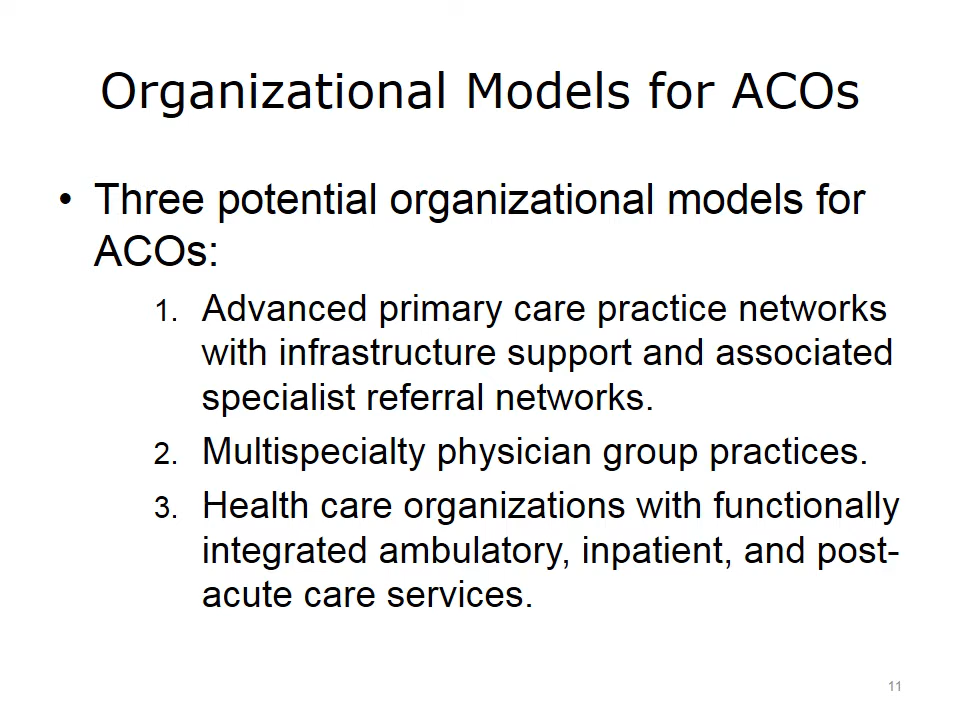 Organizational Models for ACOs
• Three potential organizational models for
ACOs:
1. Advanced primary care practice networks
with infrastructure support and associated
specialist referral networks.
2. Multispecialty physician group practices.
3. Health care organizations with functionally
integrated ambulatory, inpatient, and post-
acute care services.
11